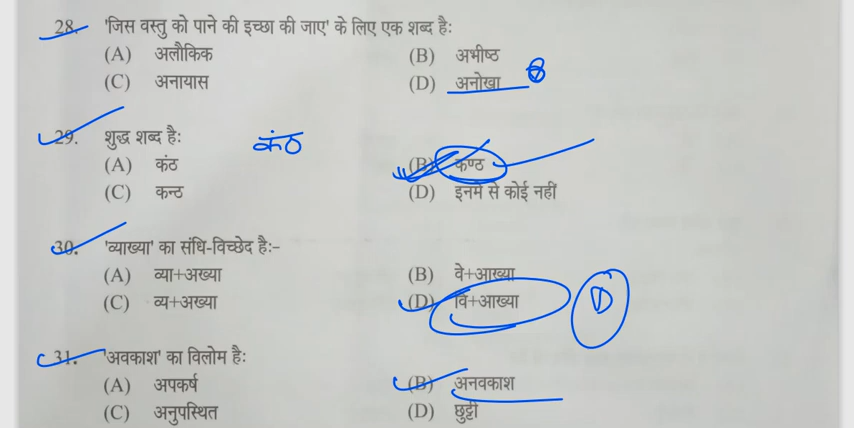 28. 'जिस वस्तु को पाने की इच्छा की जाए' के लिए एक शब्द है:
(A) अलौकिक (B) अभीष्ठ
(C) अनायास (D) अनोखा
29. शुद्ध शब्द है: कंठ
(A) कंठ (B) कण्ठ
(C) कन्ठ (D) इनमें से कोई नहीं
30. 'व्याख्या' का संधि-विच्छेद है:-
(A) व्या+अख्या (B) वे+आख्या
(C) व्य+अख्या (D) वि+आख्या D
31. 'अवकाश' का विलोम है:
(A) अपकर्ष (B) अनवकाश
(C) अनुपस्थित (D) छुट्टी